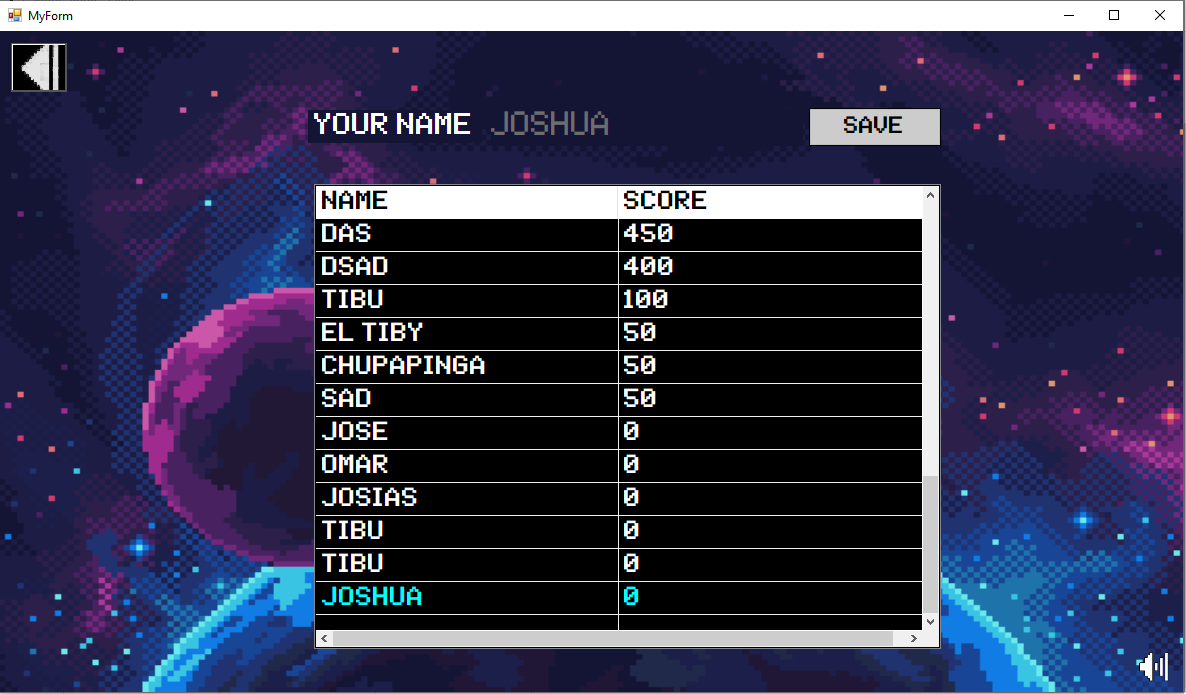 MyForm
YOUR NAME JOSHUA SAVE
NAME SCORE
DAS 450
DSAD 400
TIBU 100
EL TIBY 50
CHUPAPINGA 50
SAD 50
JOSE 0
OMAR 0
JOSIAS 0
TIBU 0
TIBU 0
JOSHUA 0